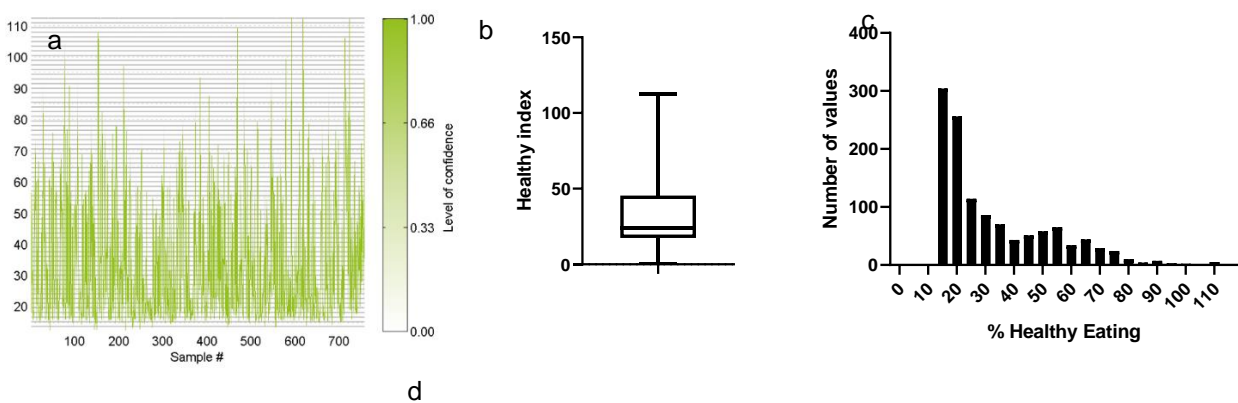 a
110
100
90
80
70
60
50
40
30
20
100 200 300 400 500 600 700
Sample #
1.00
0.66
0.33
0.00
Level of confidence
b
150
100
50
0
Healthy index
c
400
300
200
100
0
Number of values
0 10 20 30 40 50 60 70 80 90 100 110
% Healthy Eating
d